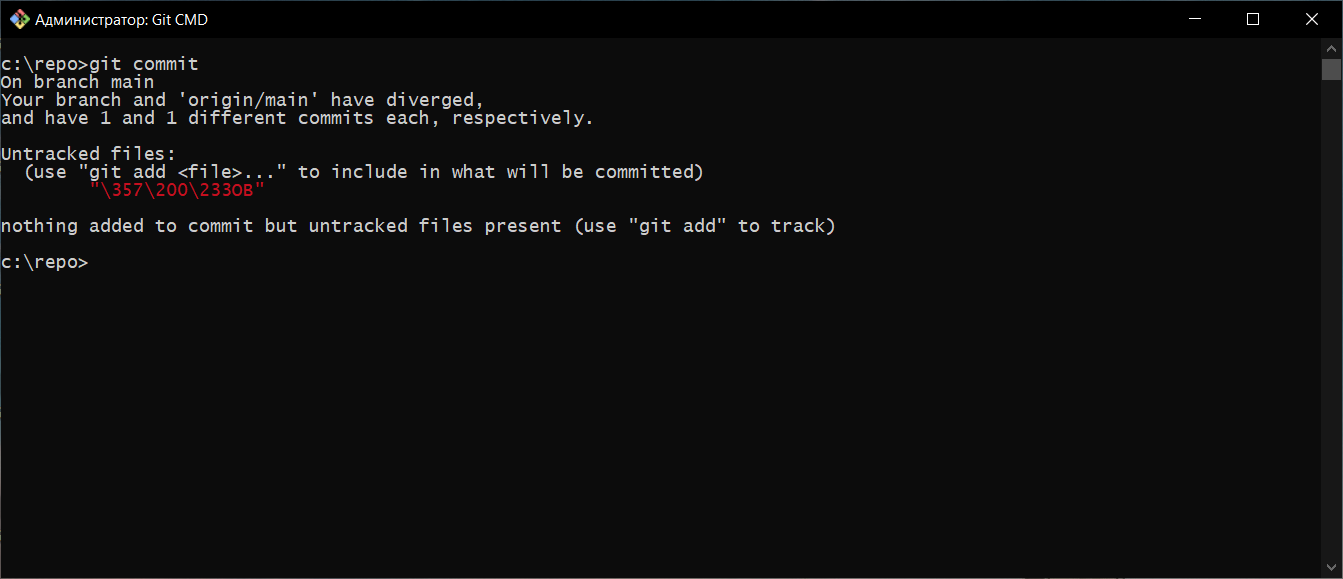 Администратор: Git CMD
c:\repo>git commit
On branch main
Your branch and 'origin/main' have diverged,
and have 1 and 1 different commits each, respectively.
Untracked files:
(use "git add <file>..." to include in what will be committed)
"\357\200\233OB"
nothing added to commit but untracked files present (use "git add" to track)
c:\repo>